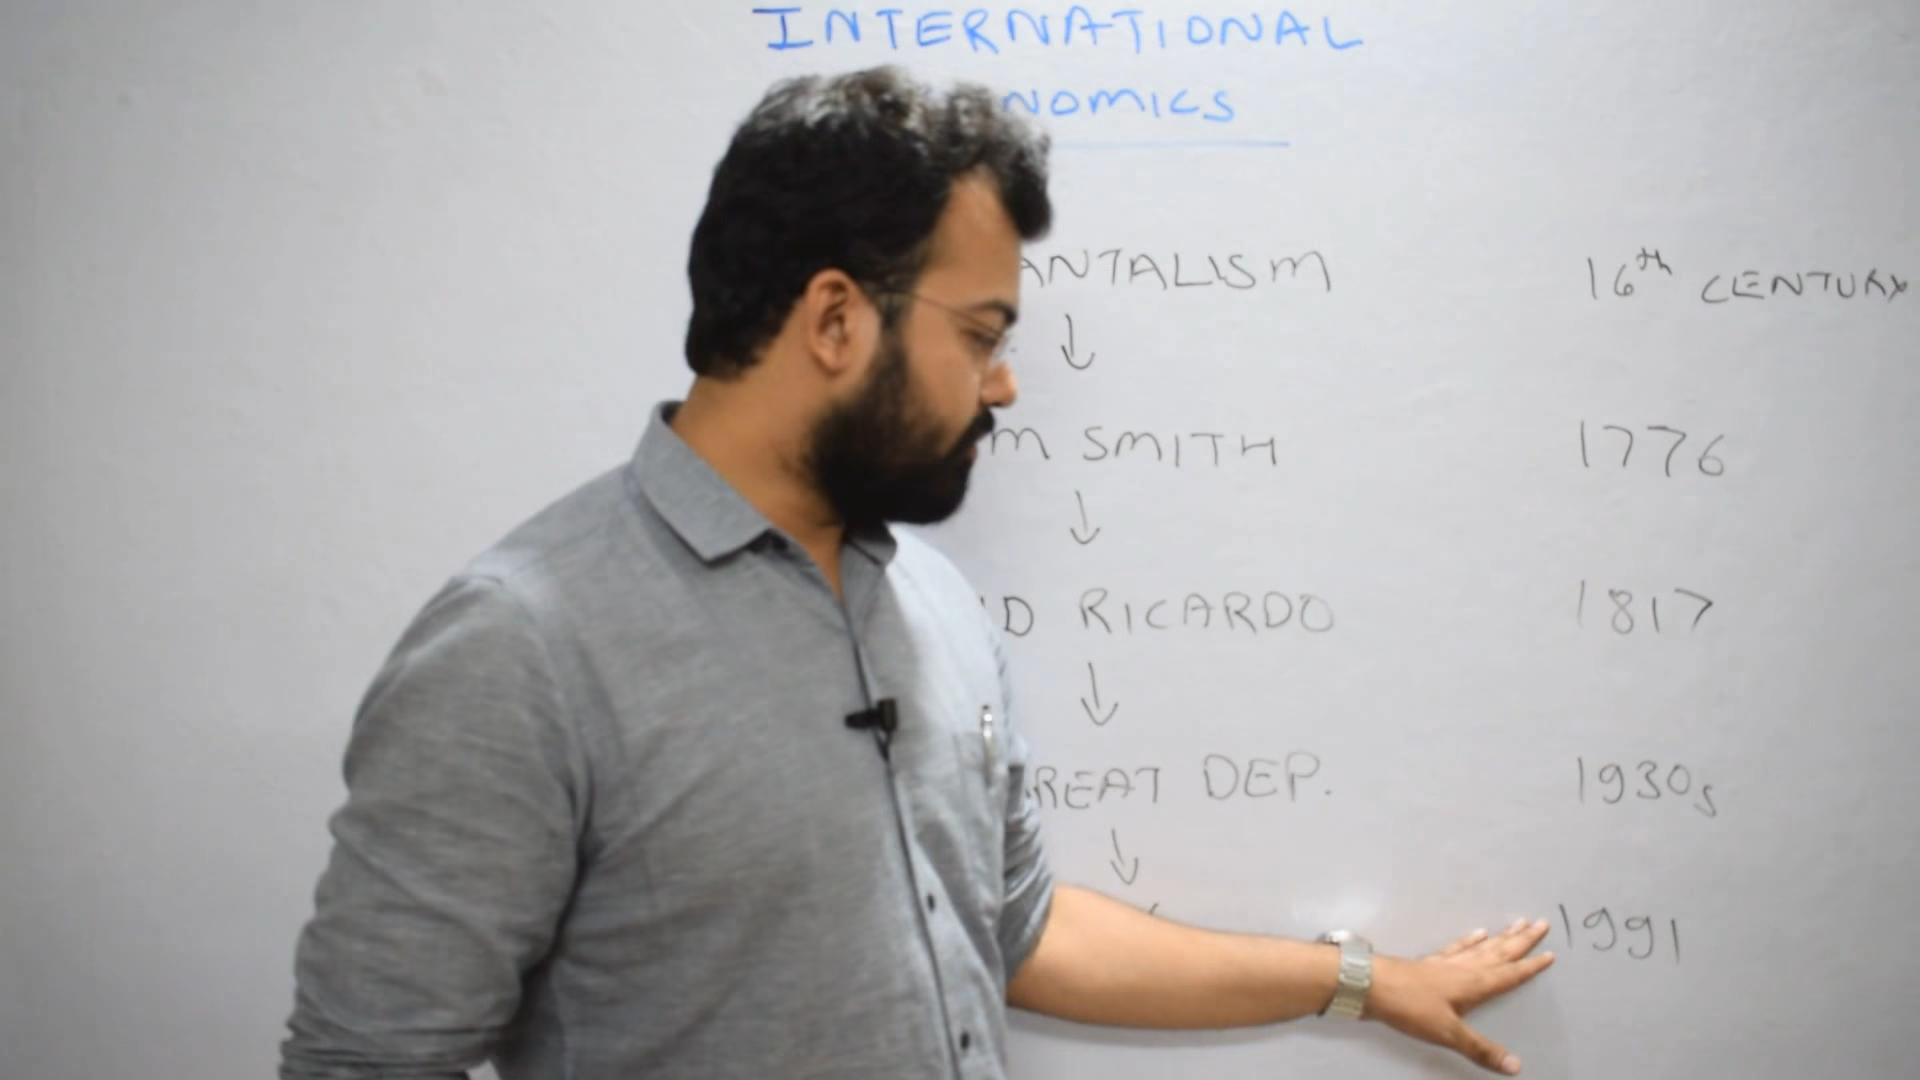 INTERNATIONAL
NOMICS
ANTALISM 16th CENTURY
M SMITH 1776
D RICARDO 1817
REAT DEP. 1930s
1991